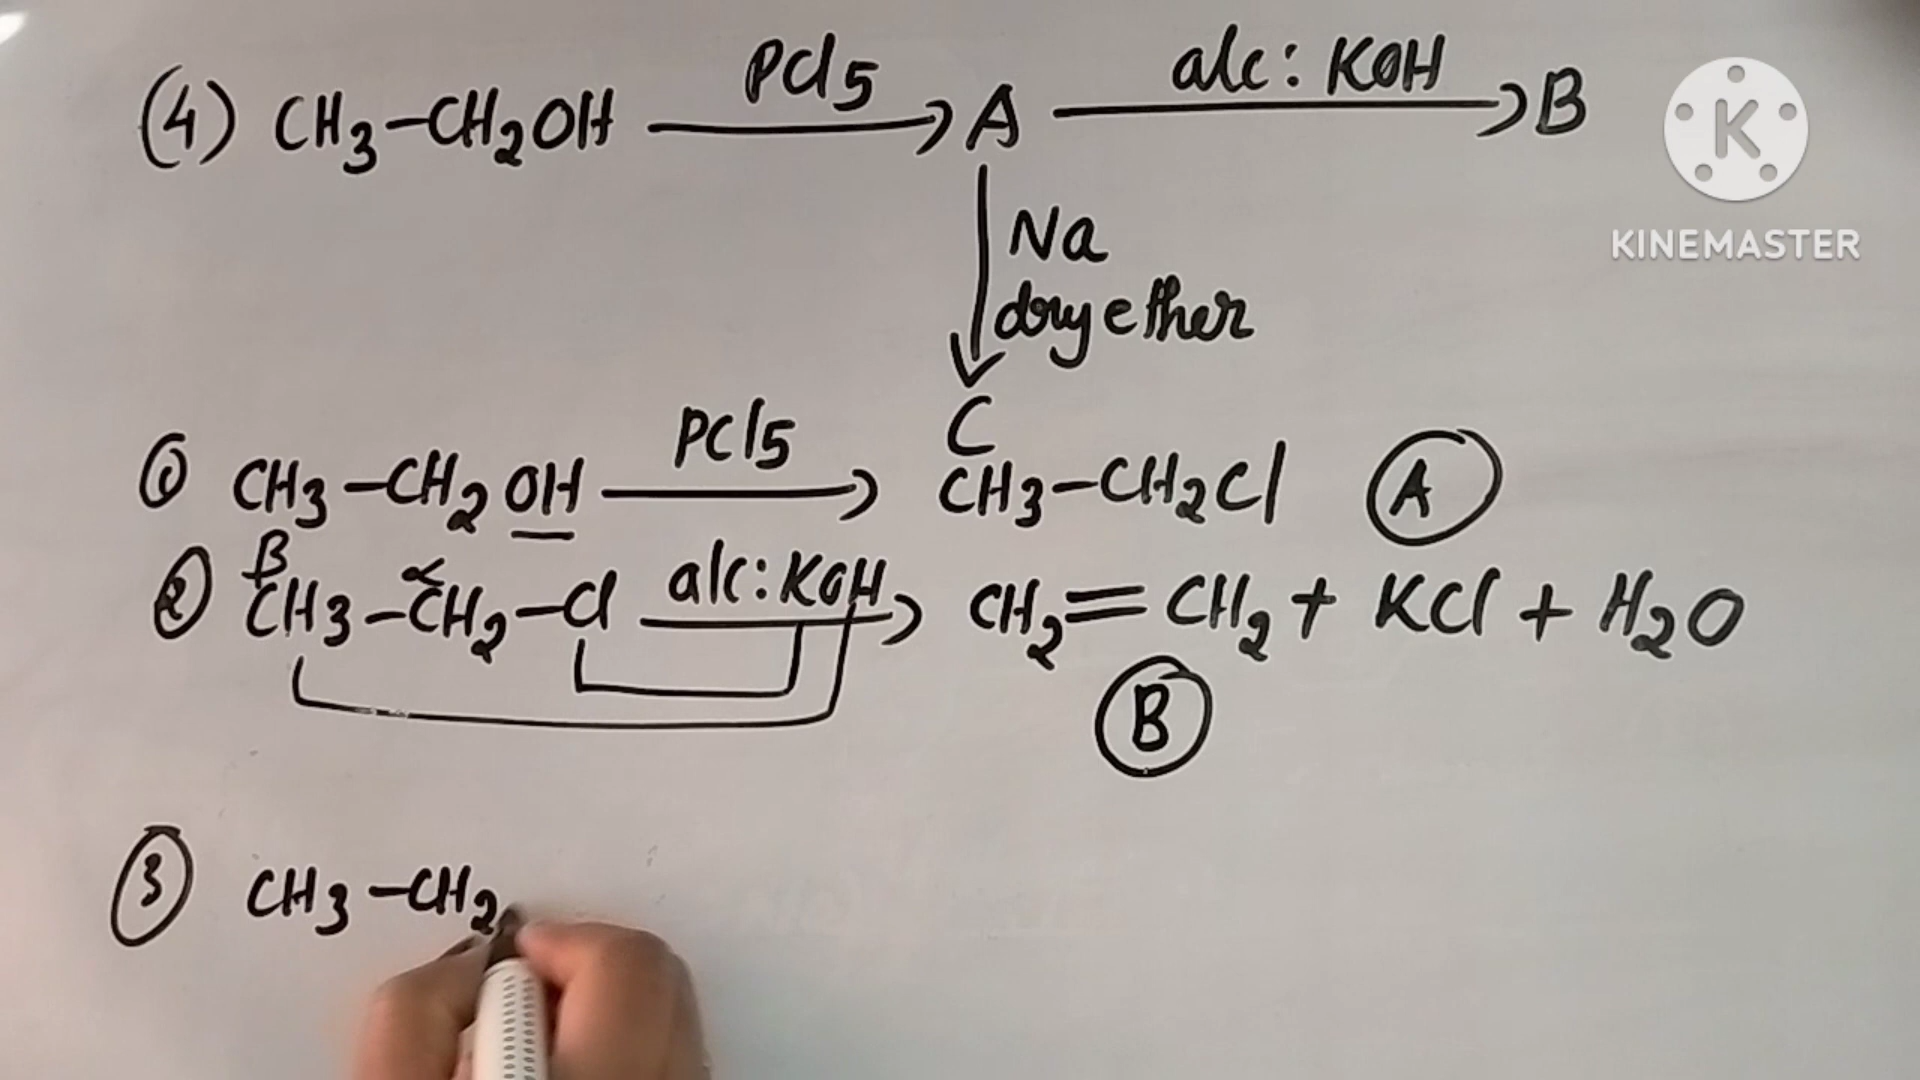 (4) CH3-CH2OH PCl5 A alc: KOH B
K
KINEMASTER
Na
dry ether
C
① CH3-CH2OH PCl5 CH3-CH2Cl A
β α
② CH3-CH2-Cl alc: KOH CH2=CH2 + KCl + H2O
B
③ CH3-CH2